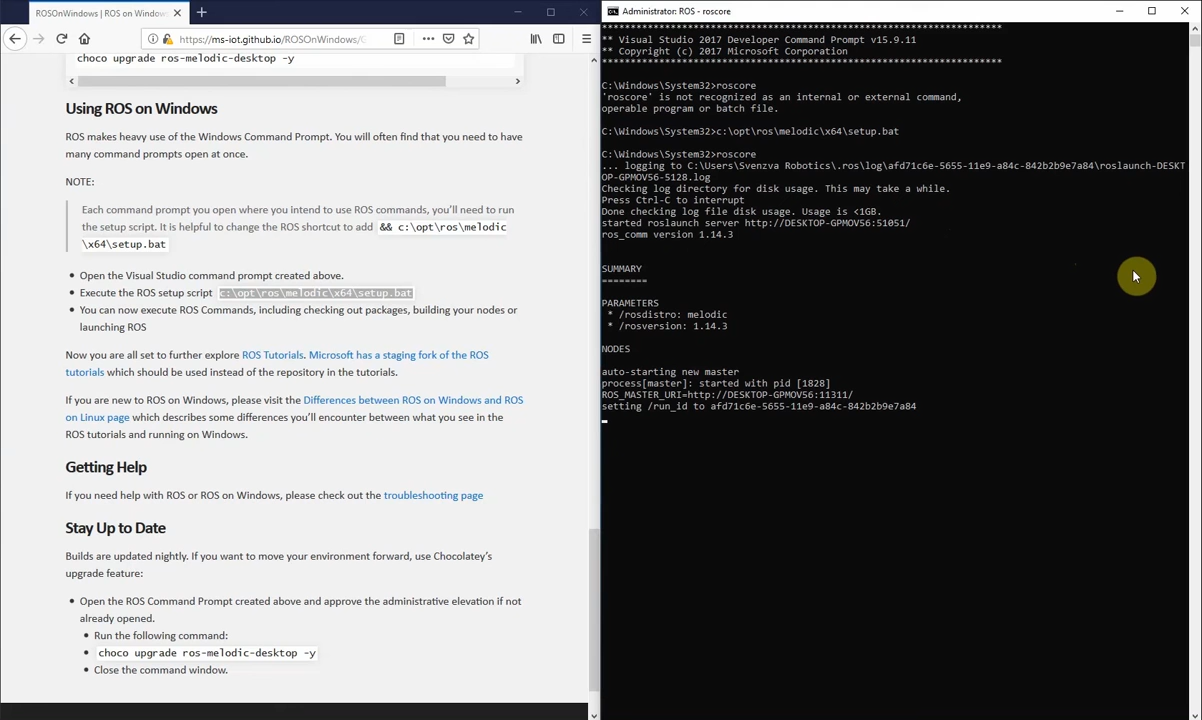 ROSOnWindows | ROS on Window
https://ms-iot.github.io/ROSOnWindows/
choco upgrade ros-melodic-desktop -y
Using ROS on Windows
ROS makes heavy use of the Windows Command Prompt. You will often find that you need to have
many command prompts open at once.
NOTE:
Each command prompt you open where you intend to use ROS commands, you'll need to run
the setup script. It is helpful to change the ROS shortcut to add && c:\opt\ros\melodic
\x64\setup.bat
• Open the Visual Studio command prompt created above.
• Execute the ROS setup script c:\opt\ros\melodic\x64\setup.bat
• You can now execute ROS Commands, including checking out packages, building your nodes or
launching ROS
Now you are all set to further explore ROS Tutorials. Microsoft has a staging fork of the ROS
tutorials which should be used instead of the repository in the tutorials.
If you are new to ROS on Windows, please visit the Differences between ROS on Windows and ROS
on Linux page which describes some differences you'll encounter between what you see in the
ROS tutorials and running on Windows.
Getting Help
If you need help with ROS or ROS on Windows, please check out the troubleshooting page
Stay Up to Date
Builds are updated nightly. If you want to move your environment forward, use Chocolatey's
upgrade feature:
• Open the ROS Command Prompt created above and approve the administrative elevation if not
already opened.
• Run the following command:
• choco upgrade ros-melodic-desktop -y
• Close the command window.
Administrator: ROS - roscore
**********************************************************************
** Visual Studio 2017 Developer Command Prompt v15.9.11
** Copyright (c) 2017 Microsoft Corporation
**********************************************************************
C:\Windows\System32>roscore
'roscore' is not recognized as an internal or external command,
operable program or batch file.
C:\Windows\System32>c:\opt\ros\melodic\x64\setup.bat
C:\Windows\System32>roscore
... logging to C:\Users\Svenzva Robotics\.ros\log\afd71c6e-5655-11e9-a84c-842b2b9e7a84\roslaunch-DESKT
OP-GPMOV56-5128.log
Checking log directory for disk usage. This may take a while.
Press Ctrl-C to interrupt
Done checking log file disk usage. Usage is <1GB.
started roslaunch server http://DESKTOP-GPMOV56:51051/
ros_comm version 1.14.3
SUMMARY
========
PARAMETERS
* /rosdistro: melodic
* /rosversion: 1.14.3
NODES
auto-starting new master
process[master]: started with pid [1828]
ROS_MASTER_URI=http://DESKTOP-GPMOV56:11311/
setting /run_id to afd71c6e-5655-11e9-a84c-842b2b9e7a84